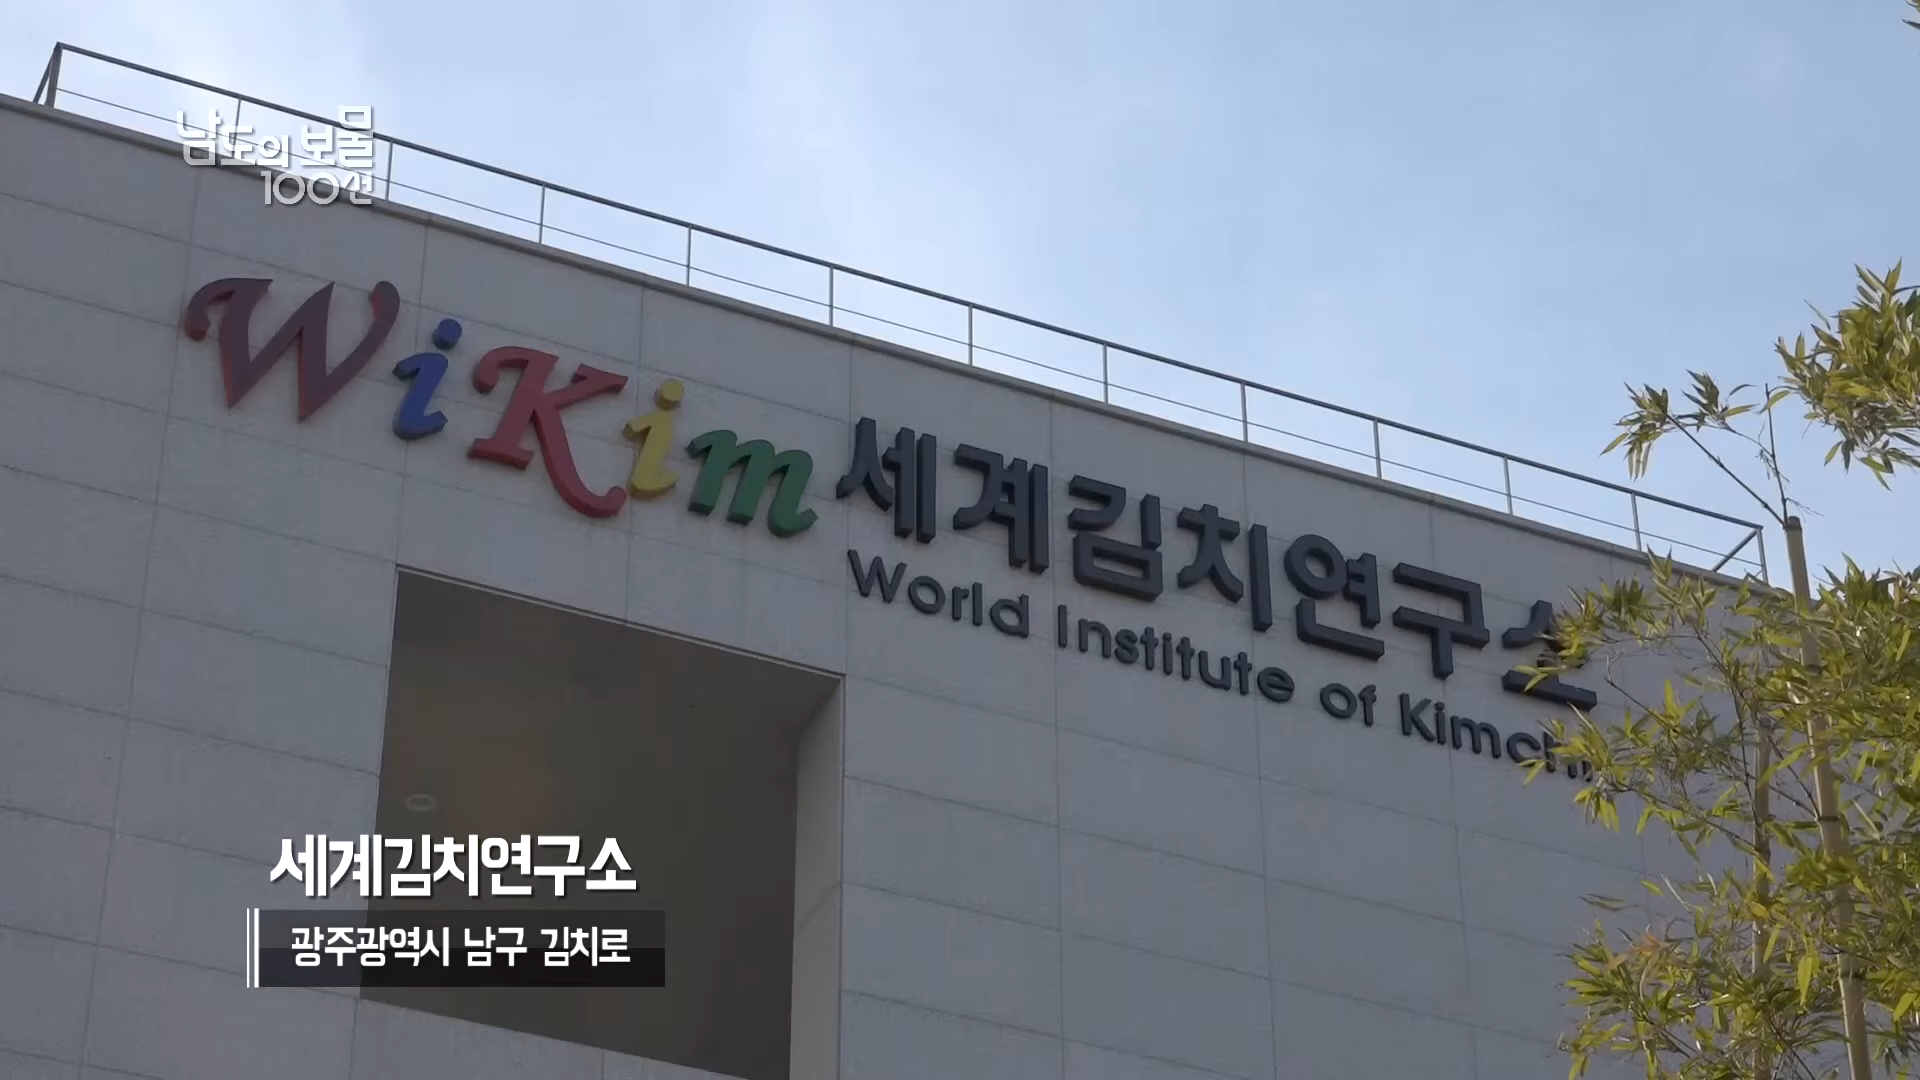 남도의 보물
100선
WiKim 세계김치연구소
World Institute of Kimchi
세계김치연구소
광주광역시 남구 김치로